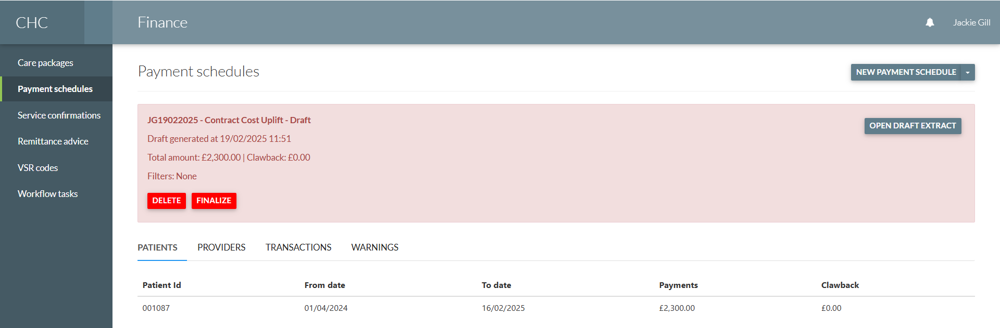 CHC
Finance
Jackie Gill
Care packages
Payment schedules
Service confirmations
Remittance advice
VSR codes
Workflow tasks
Payment schedules
NEW PAYMENT SCHEDULE
JG19022025 - Contract Cost Uplift - Draft
OPEN DRAFT EXTRACT
Draft generated at 19/02/2025 11:51
Total amount: £2,300.00 | Clawback: £0.00
Filters: None
DELETE FINALIZE
PATIENTS PROVIDERS TRANSACTIONS WARNINGS
Patient Id From date To date Payments Clawback
001087 01/04/2024 16/02/2025 £2,300.00 £0.00